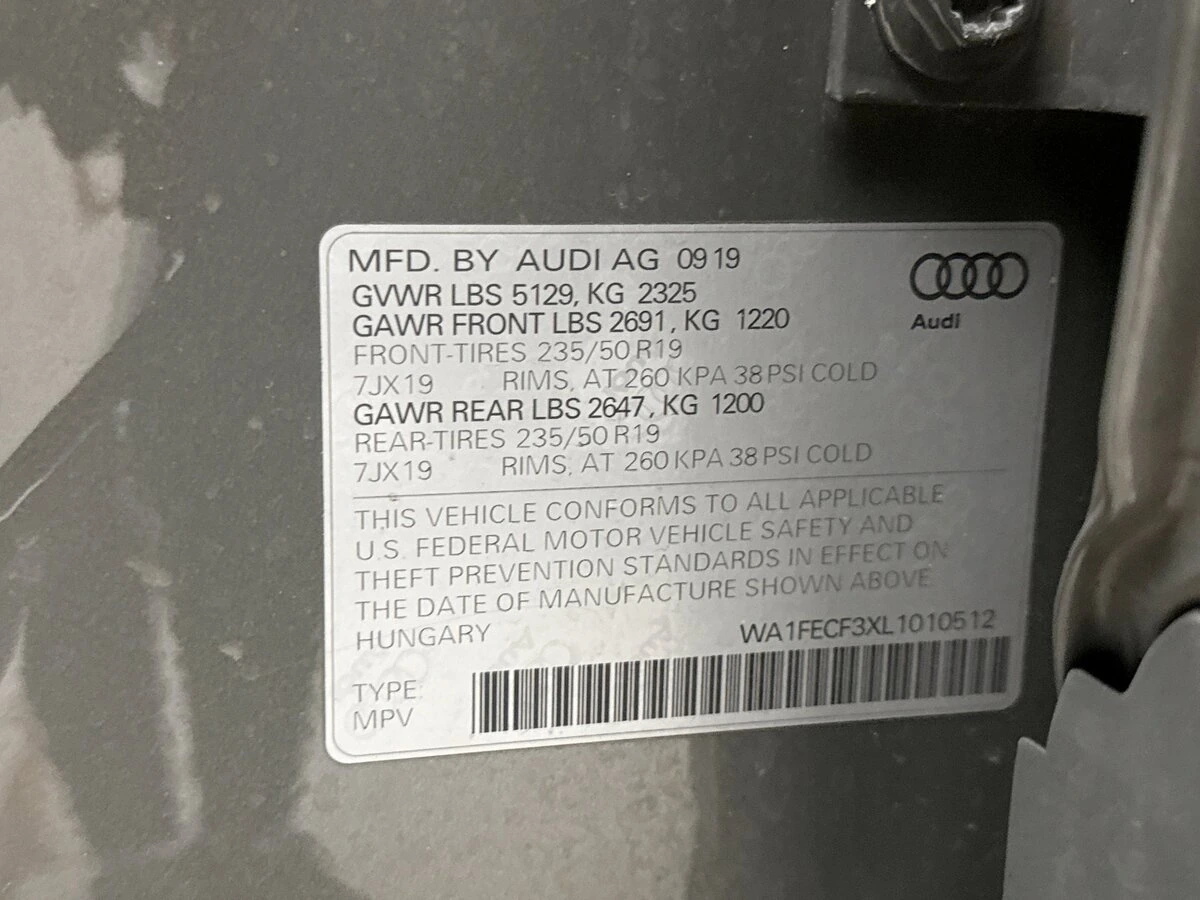 MFD. BY AUDI AG 09 19
GVWR LBS 5129, KG 2325
GAWR FRONT LBS 2691, KG 1220
FRONT-TIRES 235/50 R19
7JX19 RIMS, AT 260 KPA 38 PSI COLD
GAWR REAR LBS 2647, KG 1200
REAR-TIRES 235/50 R19
7JX19 RIMS, AT 260 KPA 38 PSI COLD
Audi
THIS VEHICLE CONFORMS TO ALL APPLICABLE
U.S. FEDERAL MOTOR VEHICLE SAFETY AND
THEFT PREVENTION STANDARDS IN EFFECT ON
THE DATE OF MANUFACTURE SHOWN ABOVE.
HUNGARY WA1FECF3XL1010512
TYPE:
MPV